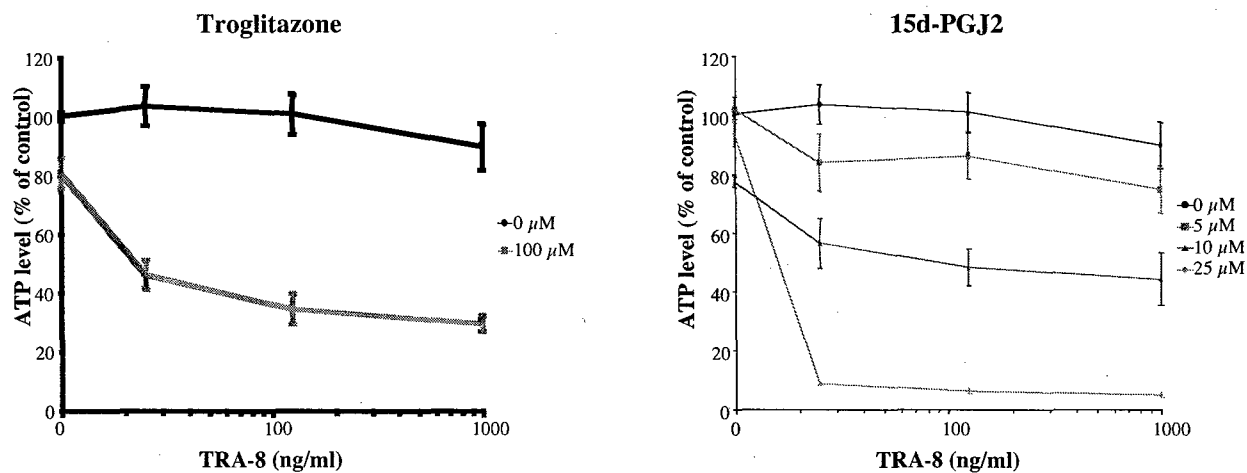 Troglitazone
ATP level (% of control)
120
100
80
60
40
20
0
0
100
1000
TRA-8 (ng/ml)
0 µM
100 µM
15d-PGJ2
ATP level (% of control)
120
100
80
60
40
20
0
0
100
1000
TRA-8 (ng/ml)
0 µM
5 µM
10 µM
25 µM